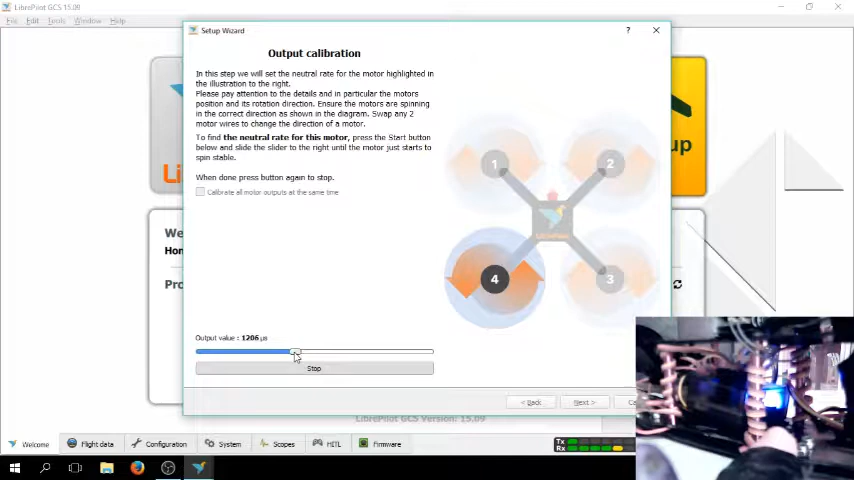 LibrePilot GCS 15.09
File Edit Tools Window Help
Setup Wizard
Output calibration
In this step we will set the neutral rate for the motor highlighted in
the illustration to the right.
Please pay attention to the details and in particular the motors
position and its rotation direction. Ensure the motors are spinning
in the correct direction as shown in the diagram. Swap any 2
motor wires to change the direction of a motor.
To find the neutral rate for this motor, press the Start button
below and slide the slider to the right until the motor just starts to
spin stable.
When done press button again to stop.
Calibrate all motor outputs at the same time
1
2
4
3
LIBREPILOT
Output value : 1206 µs
Stop
< Back
Next >
Ca
Li
up
We
Hon
Pro
LibrePilot GCS Version: 15.09
Welcome
Flight data
Configuration
System
Scopes
HITL
Firmware
Tx
Rx